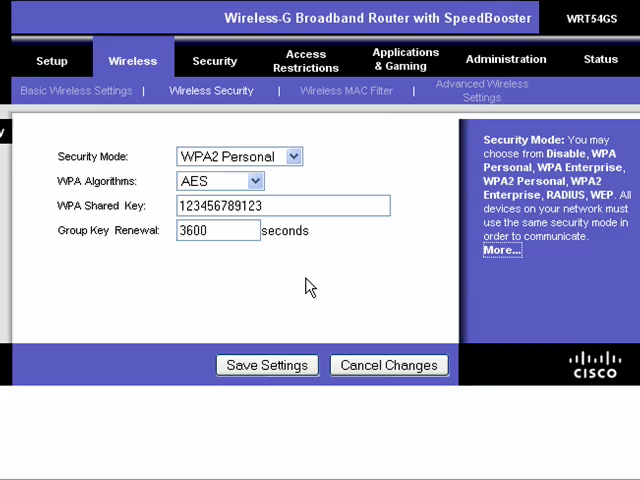 Wireless-G Broadband Router with SpeedBooster
WRT54GS
Setup
Wireless
Security
Access
Restrictions
Applications
& Gaming
Administration
Status
Basic Wireless Settings
|
Wireless Security
|
Wireless MAC Filter
|
Advanced Wireless
Settings
y
Security Mode: WPA2 Personal
WPA Algorithms: AES
WPA Shared Key: 123456789123
Group Key Renewal: 3600 seconds
Security Mode: You may
choose from Disable, WPA
Personal, WPA Enterprise,
WPA2 Personal, WPA2
Enterprise, RADIUS, WEP. All
devices on your network must
use the same security mode in
order to communicate.
More...
Save Settings
Cancel Changes
CISCO